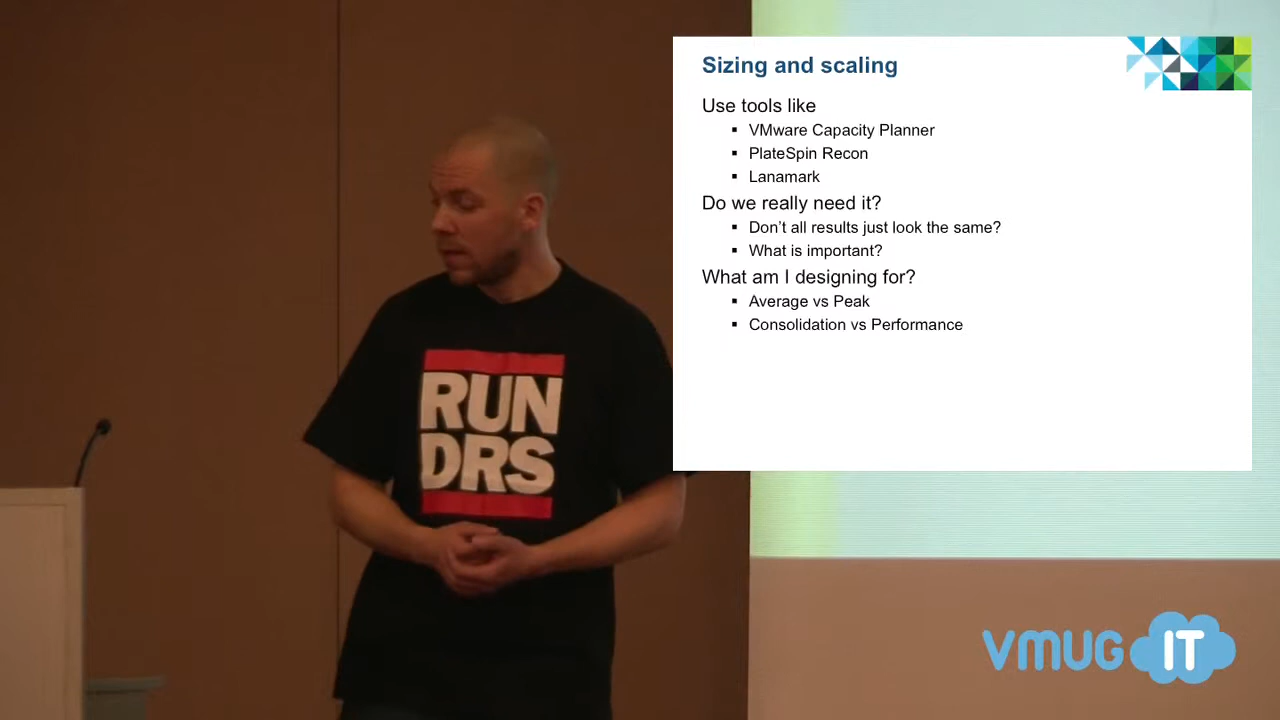 Sizing and scaling
Use tools like
VMware Capacity Planner
PlateSpin Recon
Lanamark
Do we really need it?
Don't all results just look the same?
What is important?
What am I designing for?
Average vs Peak
Consolidation vs Performance
RUN
DRS
VMUG IT